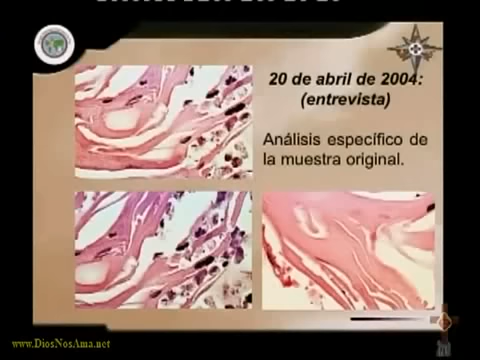 20 de abril de 2004:
(entrevista)
Análisis específico de
la muestra original.
www.DiosNosAma.net